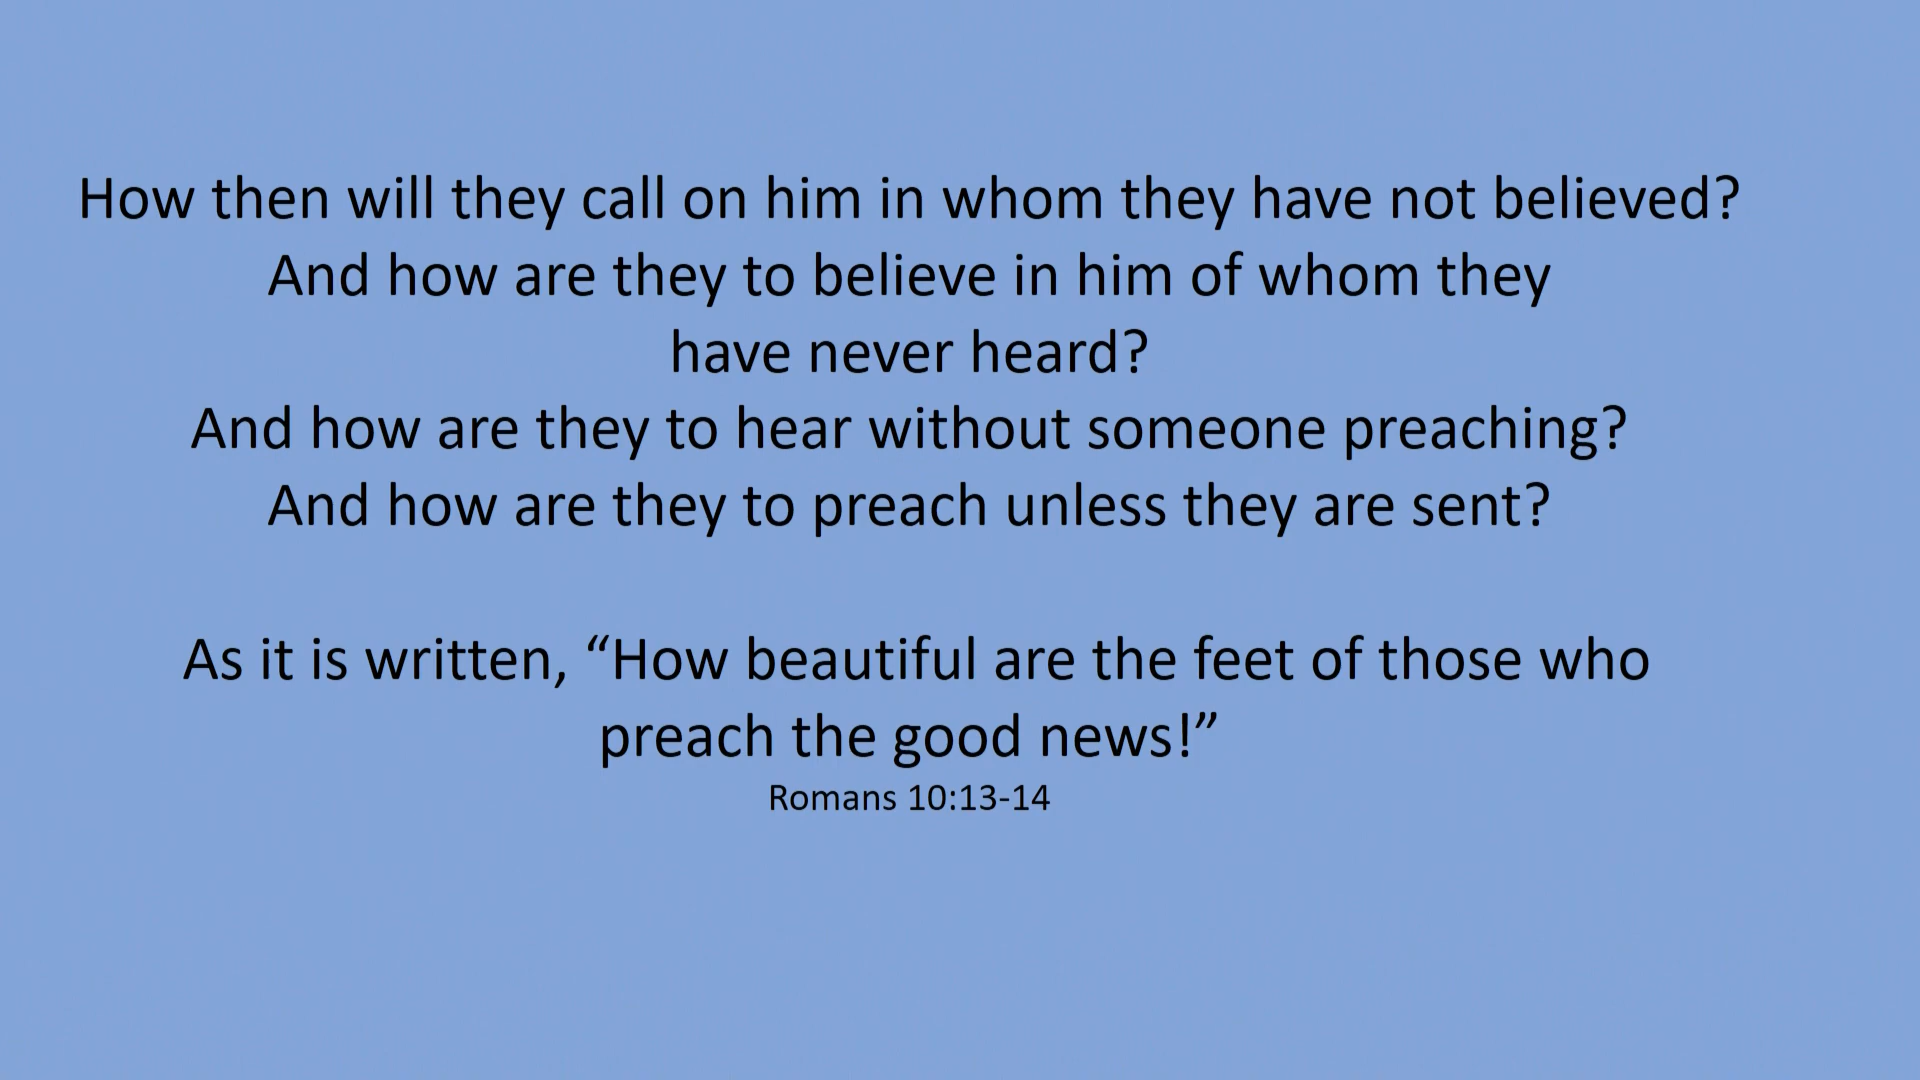 How then will they call on him in whom they have not believed?
And how are they to believe in him of whom they
have never heard?
And how are they to hear without someone preaching?
And how are they to preach unless they are sent?
As it is written, “How beautiful are the feet of those who
preach the good news!”
Romans 10:13-14